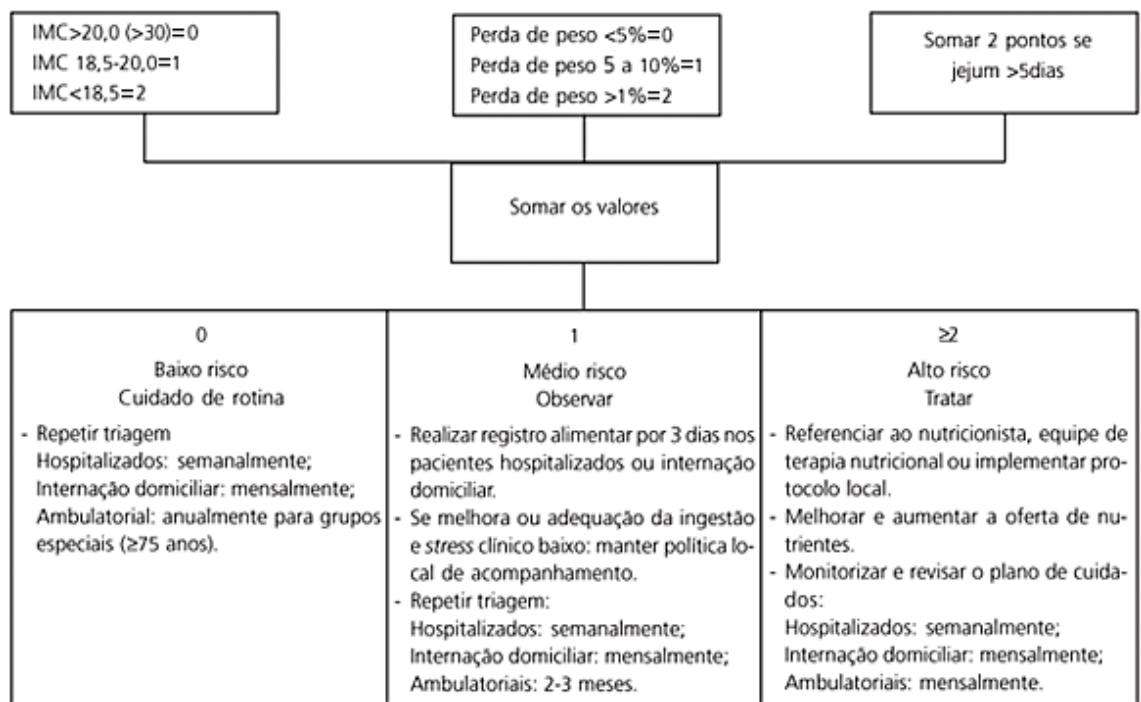 IMC>20,0 (>30)=0
IMC 18,5-20,0=1
IMC<18,5=2
Perda de peso <5%=0
Perda de peso 5 a 10%=1
Perda de peso >1%=2
Somar 2 pontos se
jejum >5dias
Somar os valores
0
Baixo risco
Cuidado de rotina
- Repetir triagem
Hospitalizados: semanalmente;
Internação domiciliar: mensalmente;
Ambulatorial: anualmente para grupos
especiais (≥75 anos).
1
Médio risco
Observar
- Realizar registro alimentar por 3 dias nos
pacientes hospitalizados ou internação
domiciliar.
- Se melhora ou adequação da ingestão
e stress clínico baixo: manter política lo-
cal de acompanhamento.
- Repetir triagem:
Hospitalizados: semanalmente;
Internação domiciliar: mensalmente;
Ambulatoriais: 2-3 meses.
≥2
Alto risco
Tratar
- Referenciar ao nutricionista, equipe de
terapia nutricional ou implementar pro-
tocolo local.
- Melhorar e aumentar a oferta de nu-
trientes.
- Monitorizar e revisar o plano de cuida-
dos:
Hospitalizados: semanalmente;
Internação domiciliar: mensalmente;
Ambulatoriais: mensalmente.